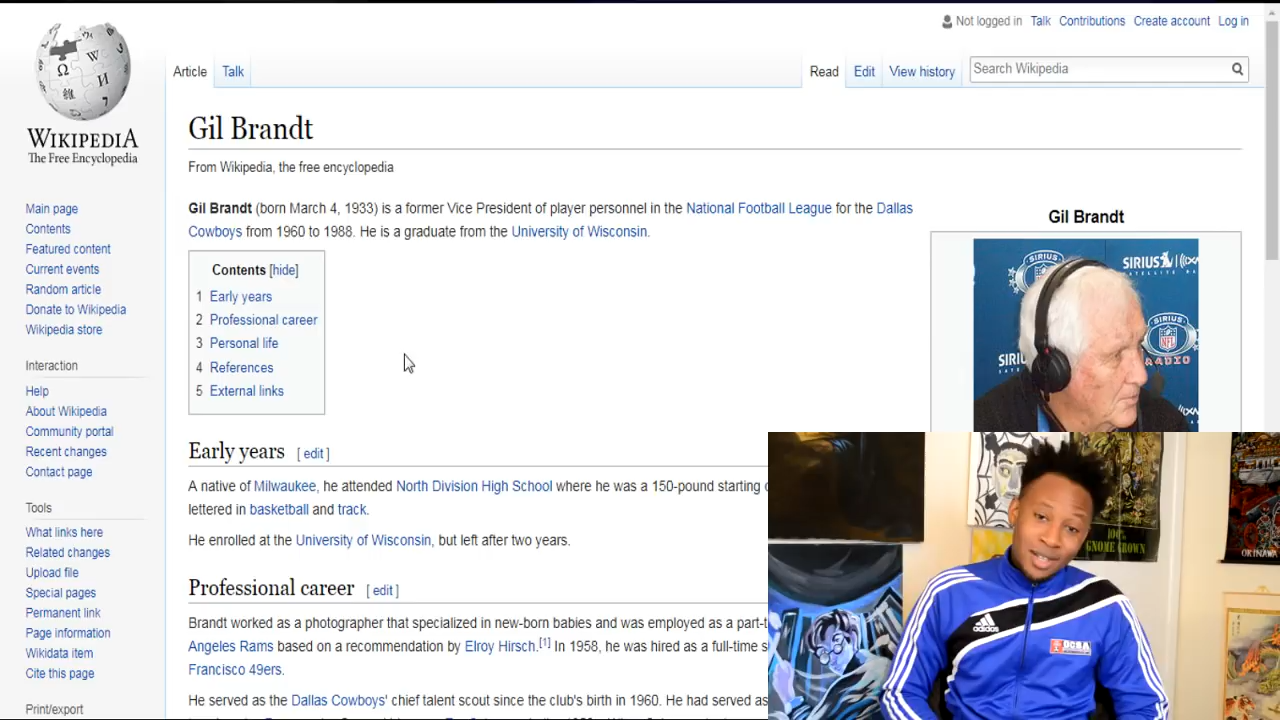 Not logged in Talk Contributions Create account Log in
Article Talk Read Edit View history Search Wikipedia
WIKIPEDIA
The Free Encyclopedia
Main page
Contents
Featured content
Current events
Random article
Donate to Wikipedia
Wikipedia store
Interaction
Help
About Wikipedia
Community portal
Recent changes
Contact page
Tools
What links here
Related changes
Upload file
Special pages
Permanent link
Page information
Wikidata item
Cite this page
Print/export
Gil Brandt
From Wikipedia, the free encyclopedia
Gil Brandt (born March 4, 1933) is a former Vice President of player personnel in the National Football League for the Dallas
Cowboys from 1960 to 1988. He is a graduate from the University of Wisconsin.
Contents [hide]
1 Early years
2 Professional career
3 Personal life
4 References
5 External links
Early years [ edit ]
A native of Milwaukee, he attended North Division High School where he was a 150-pound starting
lettered in basketball and track.
He enrolled at the University of Wisconsin, but left after two years.
Professional career [ edit ]
Brandt worked as a photographer that specialized in new-born babies and was employed as a part-t
Angeles Rams based on a recommendation by Elroy Hirsch.[1] In 1958, he was hired as a full-time s
Francisco 49ers.
He served as the Dallas Cowboys' chief talent scout since the club's birth in 1960. He had served as
Gil Brandt
SIRIUS
SATELLITE
SIRIUS
NFL
RADIO
100%
GNOME GROWN
OKINAWA
adidas